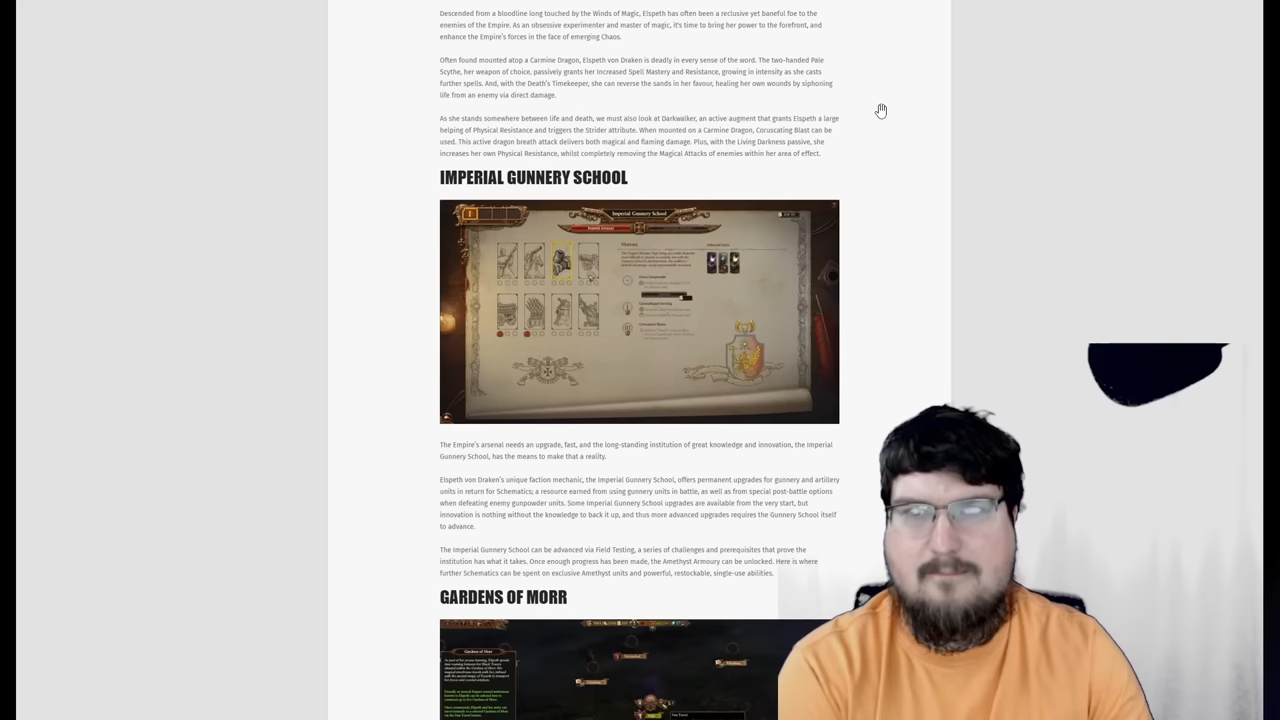 Descended from a bloodline long touched by the Winds of Magic, Elspeth has often been a reclusive yet baneful foe to the
enemies of the Empire. As an obsessive experimenter and master of magic, it's time to bring her power to the forefront, and
enhance the Empire's forces in the face of emerging Chaos.
Often found mounted atop a Carmine Dragon, Elspeth von Draken is deadly in every sense of the word. The two-handed Pale
Scythe, her weapon of choice, passively grants her Increased Spell Mastery and Resistance, growing in intensity as she casts
further spells. And, with the Death's Timekeeper, she can reverse the sands in her favour, healing her own wounds by siphoning
life from an enemy via direct damage.
As she stands somewhere between life and death, we must also look at Darkwalker, an active augment that grants Elspeth a large
helping of Physical Resistance and triggers the Strider attribute. When mounted on a Carmine Dragon, Coruscating Blast can be
used. This active dragon breath attack delivers both magical and flaming damage. Plus, with the Living Darkness passive, she
increases her own Physical Resistance, whilst completely removing the Magical Attacks of enemies within her area of effect.
IMPERIAL GUNNERY SCHOOL
Imperial Gunnery School
Imperial Armoury
Mortars
The Empire's arsenal needs an upgrade, fast, and the long-standing institution of great knowledge and innovation, the Imperial
Gunnery School, has the means to make that a reality.
Elspeth von Draken's unique faction mechanic, the Imperial Gunnery School, offers permanent upgrades for gunnery and artillery
units in return for Schematics; a resource earned from using gunnery units in battle, as well as from special post-battle options
when defeating enemy gunpowder units. Some Imperial Gunnery School upgrades are available from the very start, but
innovation is nothing without the knowledge to back it up, and thus more advanced upgrades requires the Gunnery School itself
to advance.
The Imperial Gunnery School can be advanced via Field Testing, a series of challenges and prerequisites that prove the
institution has what it takes. Once enough progress has been made, the Amethyst Armoury can be unlocked. Here is where
further Schematics can be spent on exclusive Amethyst units and powerful, restockable, single-use abilities.
GARDENS OF MORR
Gardens of Morr
Fast Travel